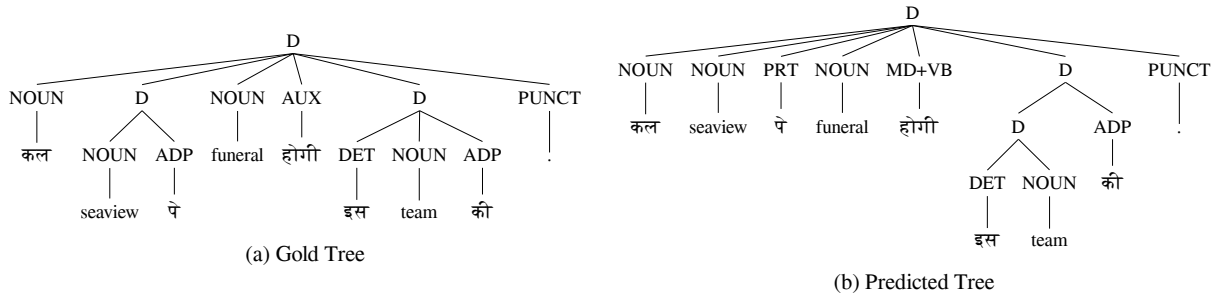 D
NOUN D NOUN AUX D PUNCT
कल NOUN ADP funeral होगी DET NOUN ADP .
seaview पे इस team की
(a) Gold Tree
D
NOUN NOUN PRT NOUN MD+VB D PUNCT
कल seaview पे funeral होगी D ADP .
DET NOUN की
इस team
(b) Predicted Tree